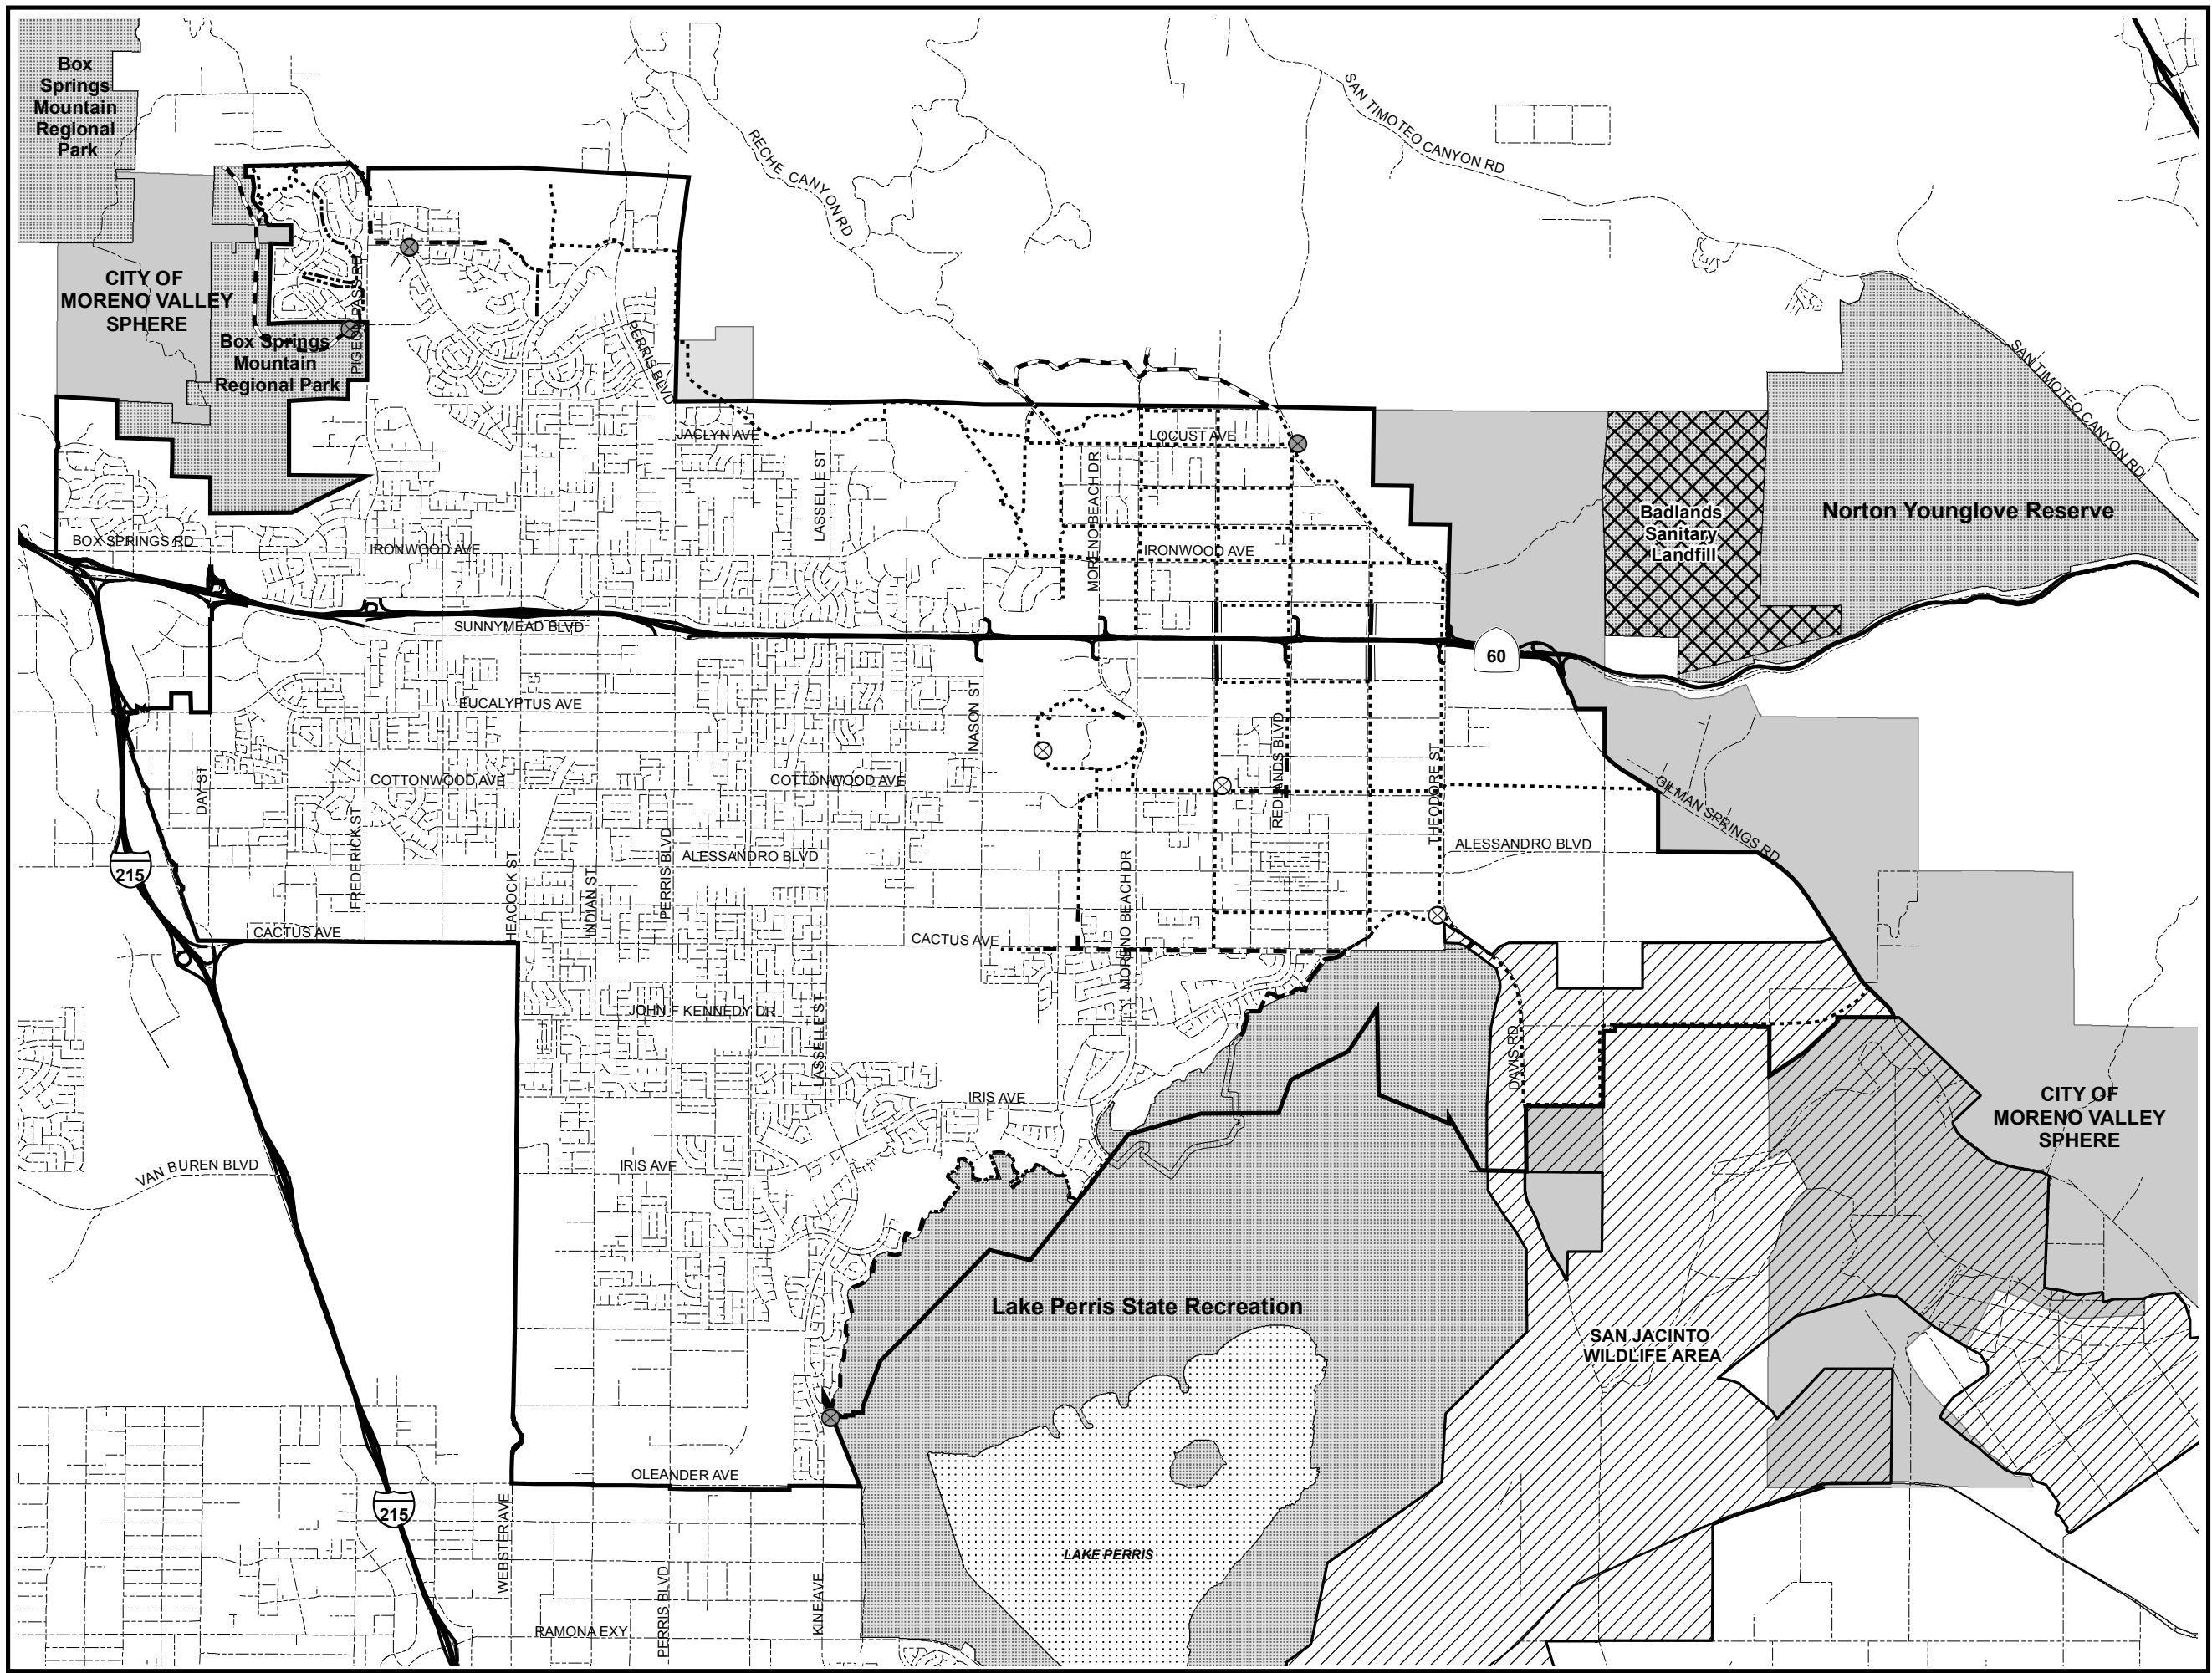 Box
Springs
Mountain
Regional
Park
SAN TIMOTEO CANYON RD
RECHE CANYON RD
CITY OF
MORENO VALLEY
SPHERE
PIGEON PASS RD
Box Springs
Mountain
Regional Park
PERRIS BLVD
SAN TIMOTEO CANYON RD
JACLYN AVE
LOCUST AVE
LASSELLE ST
MORENO BEACH DR
Badlands
Sanitary
Landfill
Norton Younglove Reserve
BOX SPRINGS RD
IRONWOOD AVE
IRONWOOD AVE
SUNNYMEAD BLVD
60
EUCALYPTUS AVE
NASON ST
REDLANDS BLVD
THEODORE ST
DAY ST
COTTONWOOD AVE
COTTONWOOD AVE
GILMAN SPRINGS RD
FREDERICK ST
HEACOCK ST
INDIAN ST
PERRIS BLVD
ALESSANDRO BLVD
MORENO BEACH DR
ALESSANDRO BLVD
215
CACTUS AVE
CACTUS AVE
JOHN F KENNEDY DR
LASSELLE ST
DAVIS RD
IRIS AVE
CITY OF
MORENO VALLEY
SPHERE
VAN BUREN BLVD
IRIS AVE
Lake Perris State Recreation
SAN JACINTO
WILDLIFE AREA
OLEANDER AVE
215
WEBSTER AVE
LAKE PERRIS
PERRIS BLVD
KINE AVE
RAMONA EXY